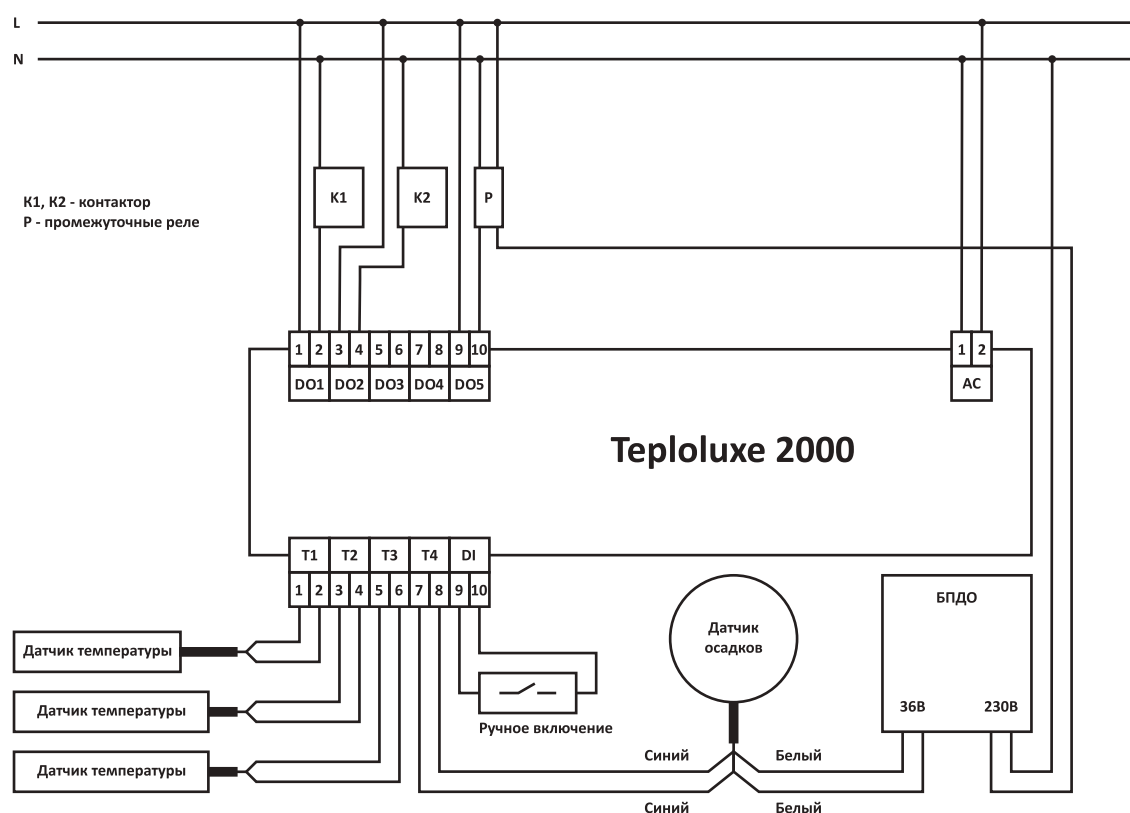 L
N
K1
K2
P
К1, К2 - контактор
Р - промежуточные реле
1 2 3 4 5 6 7 8 9 10
1 2
DO1 DO2 DO3 DO4 DO5
AC
Teploluxe 2000
T1 T2 T3 T4 DI
1 2 3 4 5 6 7 8 9 10
БПДО
Датчик
осадков
Датчик температуры
Датчик температуры
Датчик температуры
36В
230В
Ручное включение
Синий
Белый
Синий
Белый